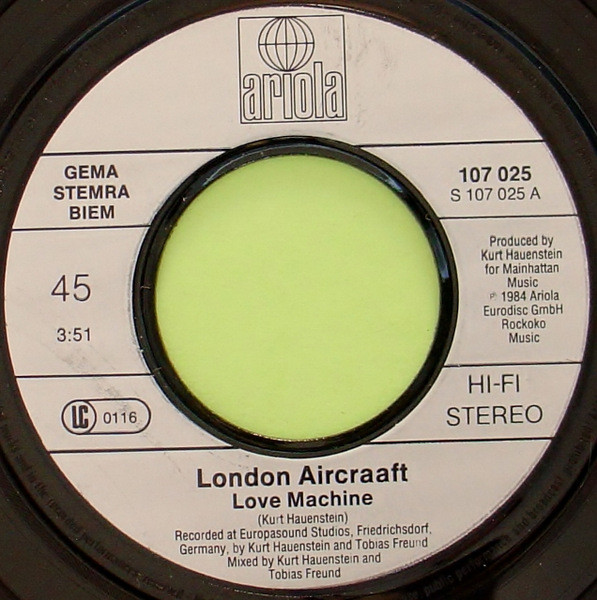 ariola
GEMA
STEMRA
BIEM
107 025
S 107 025 A
45
3:51
Produced by
Kurt Hauenstein
for Mainhattan
Music
℗ 1984 Ariola
Eurodisc GmbH
Rockoko
Music
LC 0116
HI-FI
STEREO
London Aircraaft
Love Machine
(Kurt Hauenstein)
Recorded at Europasound Studios, Friedrichsdorf,
Germany, by Kurt Hauenstein and Tobias Freund
Mixed by Kurt Hauenstein and
Tobias Freund